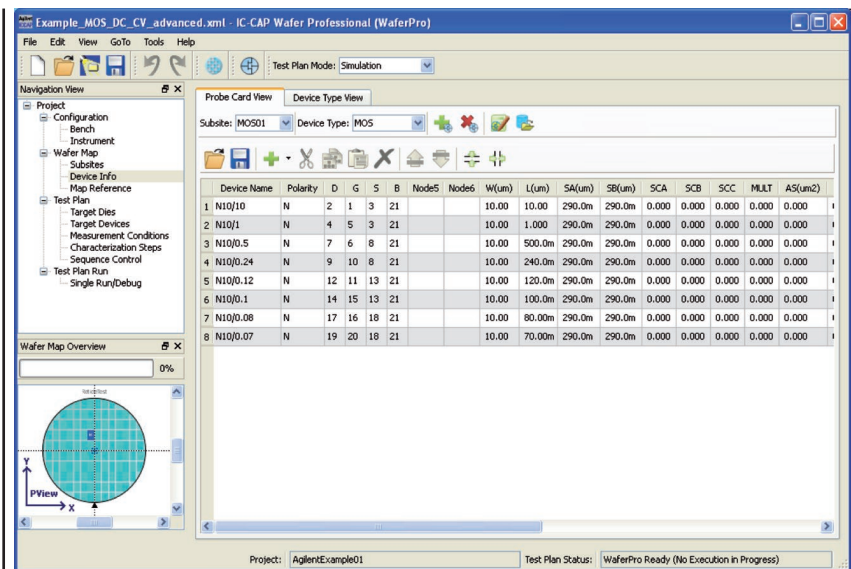 Example_MOS_DC_CV_advanced.xml - IC-CAP Wafer Professional (WaferPro)
File Edit View GoTo Tools Help
Test Plan Mode: Simulation
Navigation View
Project
Configuration
Bench
Instrument
Wafer Map
Subsites
Device Info
Map Reference
Test Plan
Target Dies
Target Devices
Measurement Conditions
Characterization Steps
Sequence Control
Test Plan Run
Single Run/Debug
Wafer Map Overview
0%
Y
PView
X
Probe Card View Device Type View
Subsite: MOS01 Device Type: MOS
Device Name Polarity D G S B Node5 Node6 W(um) L(um) SA(um) SB(um) SCA SCB SCC MULT AS(um2)
1 N10/10 N 2 1 3 21 10.00 10.00 290.0m 290.0m 0.000 0.000 0.000 0.000 0.000
2 N10/1 N 4 5 3 21 10.00 1.000 290.0m 290.0m 0.000 0.000 0.000 0.000 0.000
3 N10/0.5 N 7 6 8 21 10.00 500.0m 290.0m 290.0m 0.000 0.000 0.000 0.000 0.000
4 N10/0.24 N 9 10 8 21 10.00 240.0m 290.0m 290.0m 0.000 0.000 0.000 0.000 0.000
5 N10/0.12 N 12 11 13 21 10.00 120.0m 290.0m 290.0m 0.000 0.000 0.000 0.000 0.000
6 N10/0.1 N 14 15 13 21 10.00 100.0m 290.0m 290.0m 0.000 0.000 0.000 0.000 0.000
7 N10/0.08 N 17 16 18 21 10.00 80.00m 290.0m 290.0m 0.000 0.000 0.000 0.000 0.000
8 N10/0.07 N 19 20 18 21 10.00 70.00m 290.0m 290.0m 0.000 0.000 0.000 0.000 0.000
Project: AgilentExample01 Test Plan Status: WaferPro Ready (No Execution in Progress)